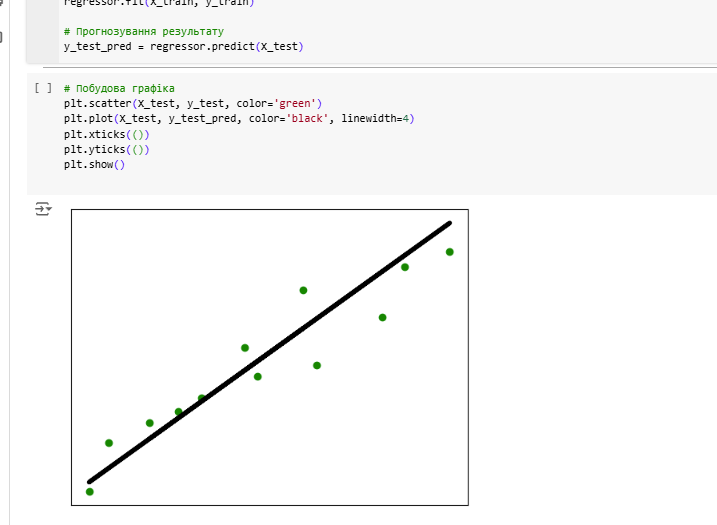 regressor.fit(X_train, y_train)
# Прогнозування результату
y_test_pred = regressor.predict(X_test)
[ ] # Побудова графіка
plt.scatter(X_test, y_test, color='green')
plt.plot(X_test, y_test_pred, color='black', linewidth=4)
plt.xticks(())
plt.yticks(())
plt.show()